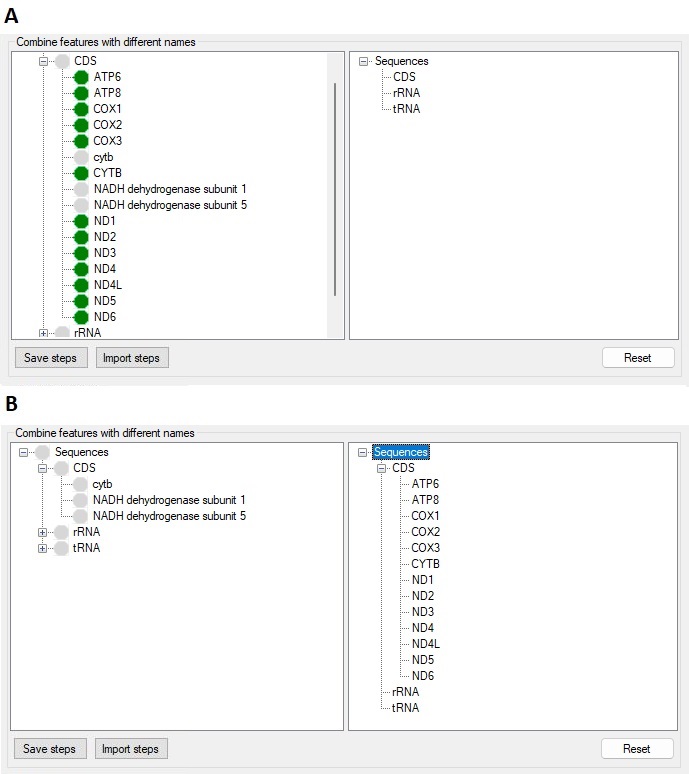 A
Combine features with different names
CDS
ATP6
ATP8
COX1
COX2
COX3
cytb
CYTB
NADH dehydrogenase subunit 1
NADH dehydrogenase subunit 5
ND1
ND2
ND3
ND4
ND4L
ND5
ND6
rRNA
Sequences
CDS
rRNA
tRNA
Save steps
Import steps
Reset
B
Combine features with different names
Sequences
CDS
cytb
NADH dehydrogenase subunit 1
NADH dehydrogenase subunit 5
rRNA
tRNA
Sequences
CDS
ATP6
ATP8
COX1
COX2
COX3
CYTB
ND1
ND2
ND3
ND4
ND4L
ND5
ND6
rRNA
tRNA
Save steps
Import steps
Reset